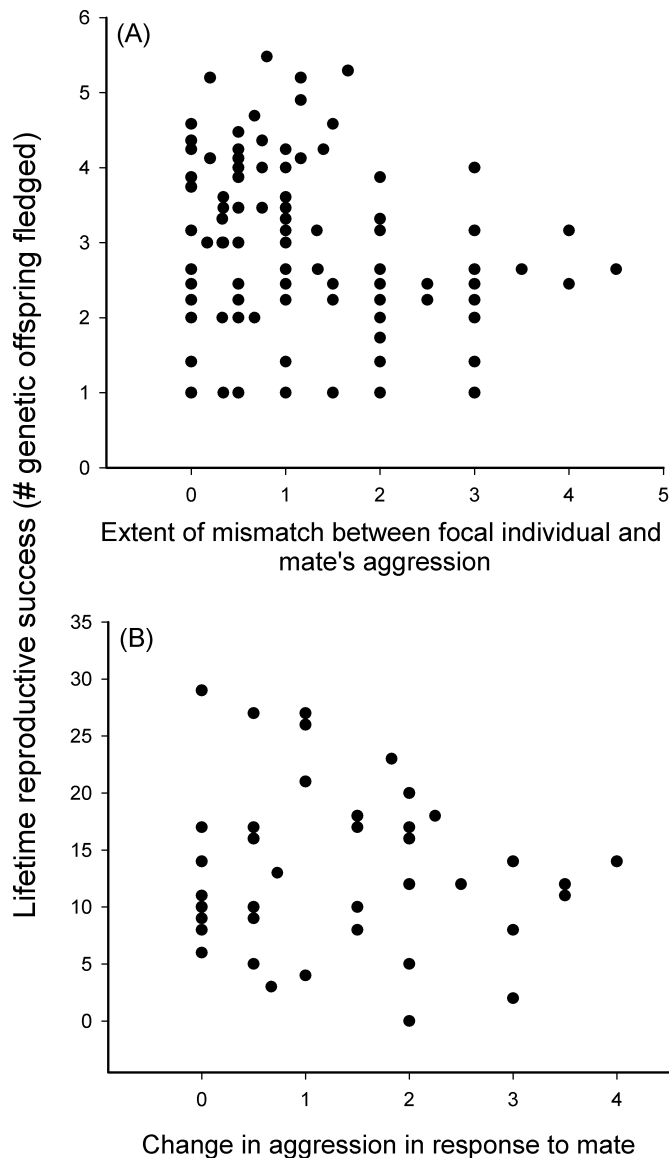 (A)
6
5
4
3
2
1
0
0 1 2 3 4 5
Extent of mismatch between focal individual and
mate's aggression
Lifetime reproductive success (# genetic offspring fledged)
(B)
35
30
25
20
15
10
5
0
0 1 2 3 4
Change in aggression in response to mate